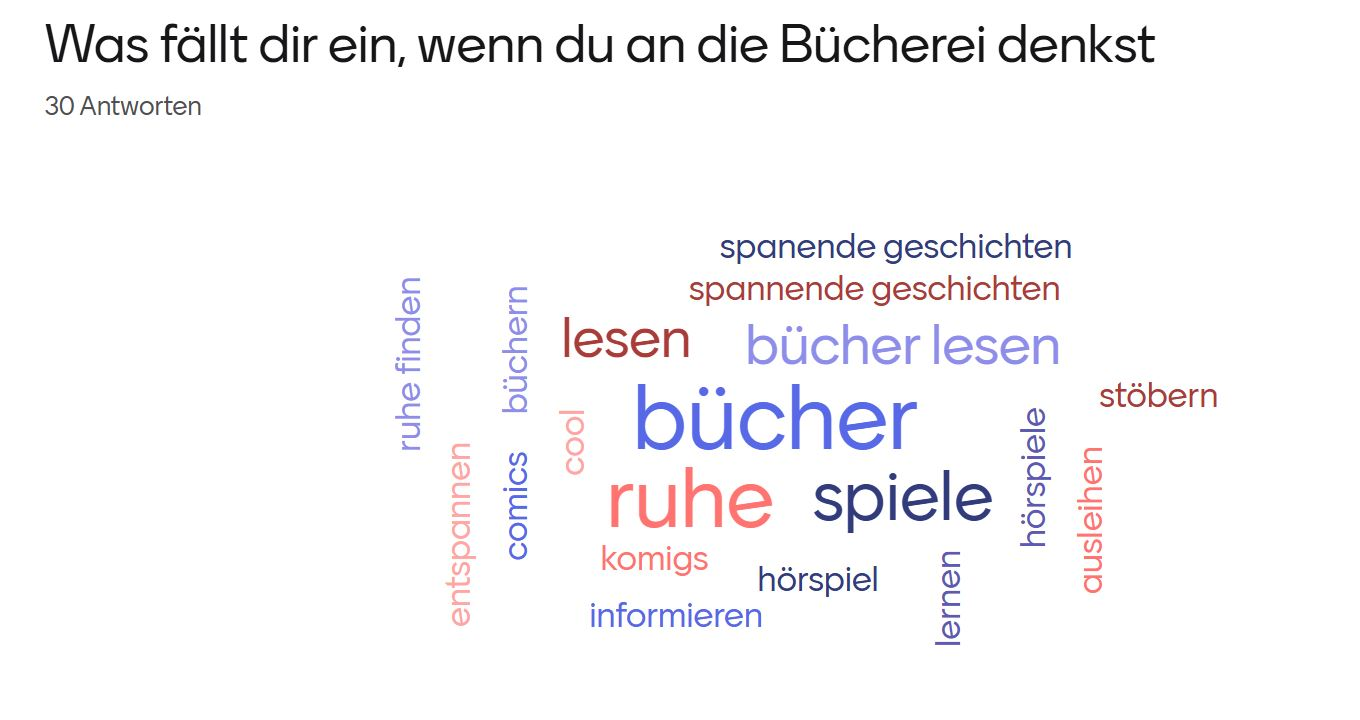 Was fällt dir ein, wenn du an die Bücherei denkst
30 Antworten
spanende geschichten
spannende geschichten
ruhe finden
büchern
lesen
bücher lesen
bücher
stöbern
cool
hörspiele
entspannen
comics
ruhe
spiele
ausleihen
komigs
hörspiel
lernen
informieren